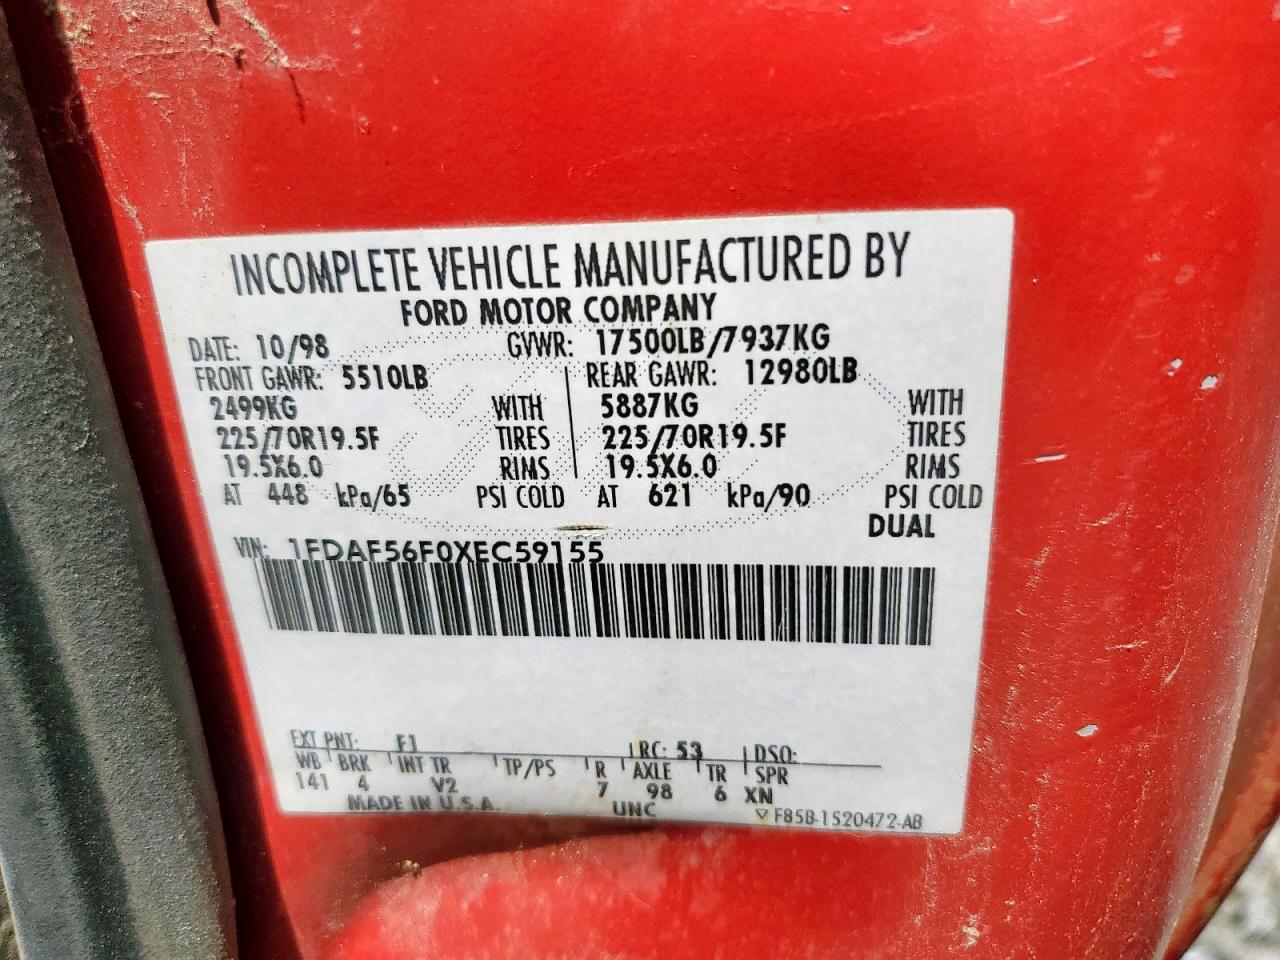 INCOMPLETE VEHICLE MANUFACTURED BY
FORD MOTOR COMPANY
DATE: 10/98 GVWR: 17500LB/7937KG
FRONT GAWR: 5510LB REAR GAWR: 12980LB
2499KG WITH 5887KG WITH
225/70R19.5F TIRES 225/70R19.5F TIRES
19.5X6.0 RIMS 19.5X6.0 RIMS
AT 448 kPa/65 PSI COLD AT 621 kPa/90 PSI COLD
DUAL
VIN: 1FDAF56F0XEC59155
EXT PNT: F1 RC: 53 DSO:
WB BRK INT TR TP/PS R AXLE TR SPR
141 4 V2 7 98 6 XN
MADE IN U.S.A. UNC ▽ F85B-1520472-AB